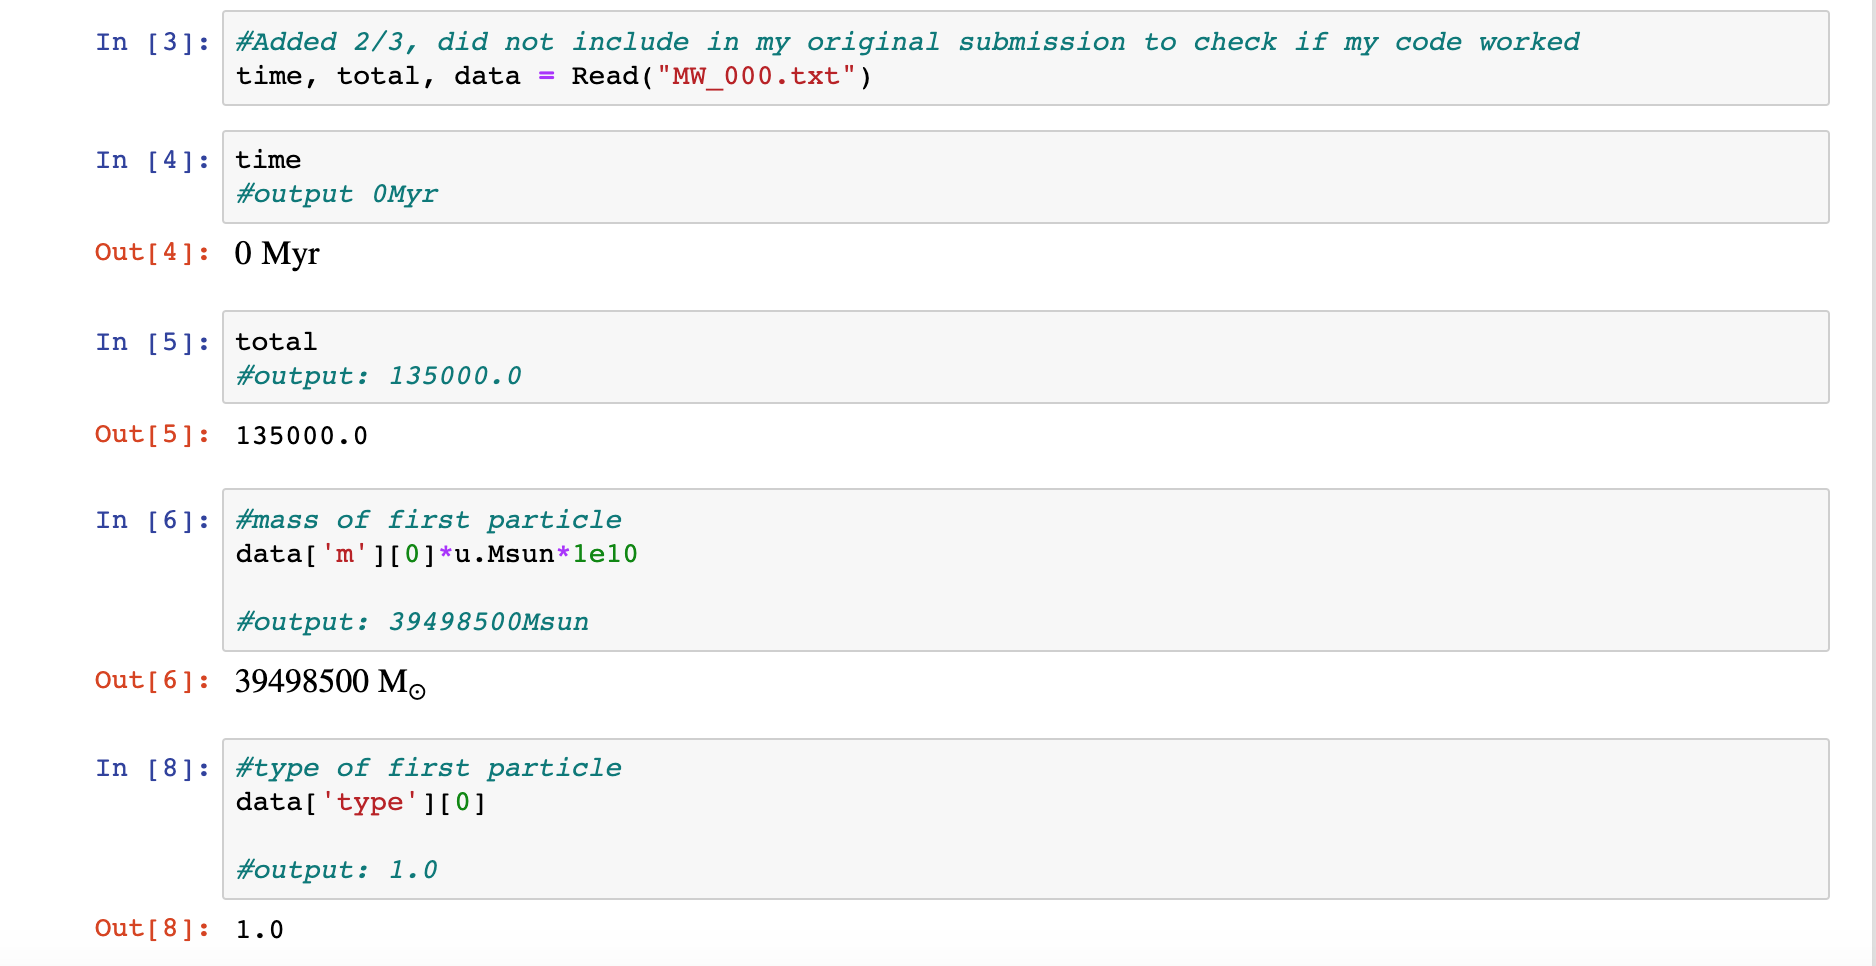 In [3]: #Added 2/3, did not include in my original submission to check if my code worked
time, total, data = Read("MW_000.txt")
In [4]: time
#output 0Myr
Out[4]: 0 Myr
In [5]: total
#output: 135000.0
Out[5]: 135000.0
In [6]: #mass of first particle
data['m'][0]*u.Msun*1e10
#output: 39498500Msun
Out[6]: 39498500 M☉
In [8]: #type of first particle
data['type'][0]
#output: 1.0
Out[8]: 1.0